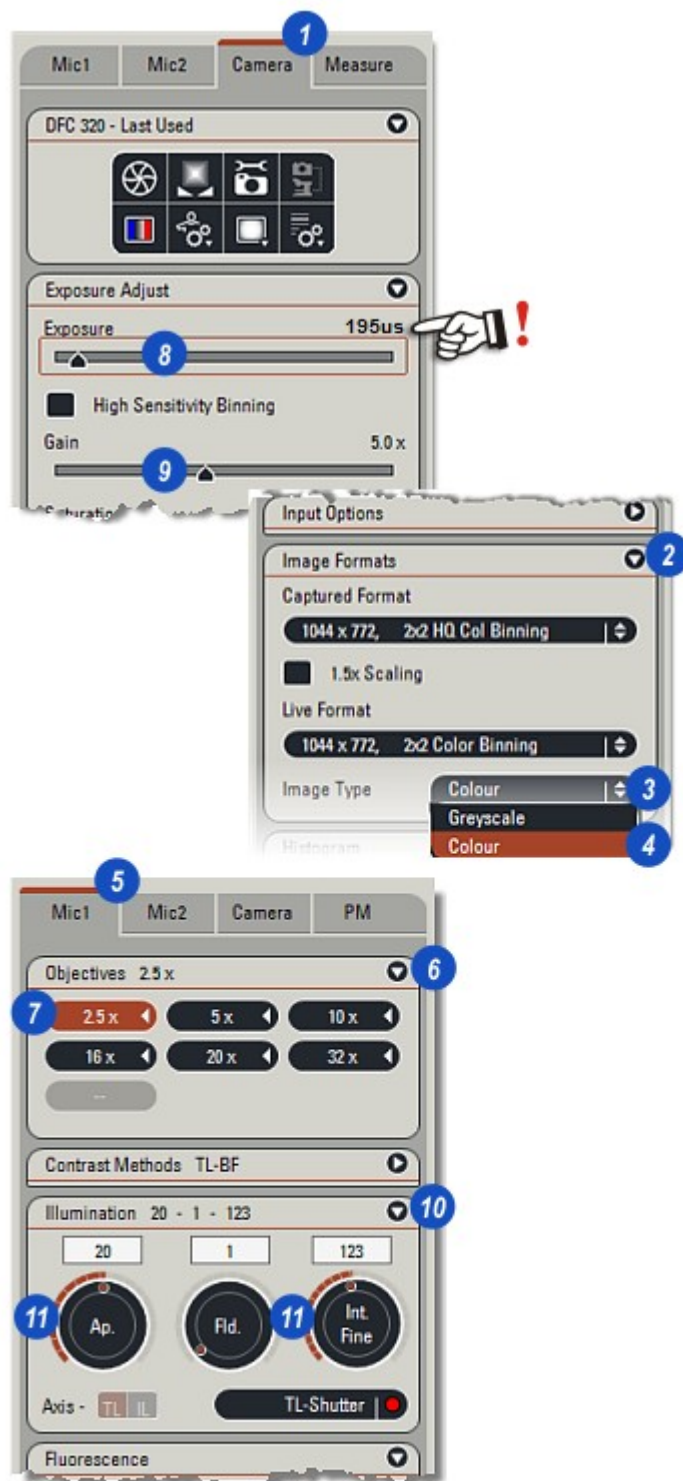 1
Mic1 Mic2 Camera Measure
DFC 320 - Last Used
Exposure Adjust
Exposure 195us !
8
High Sensitivity Binning
Gain 5.0 x
9
Saturatio
Input Options
Image Formats 2
Captured Format
1044 x 772, 2x2 HQ Col Binning
1.5x Scaling
Live Format
1044 x 772, 2x2 Color Binning
Image Type Colour 3
Greyscale
Colour 4
Histogram
5
Mic1 Mic2 Camera PM
Objectives 2.5 x 6
7 2.5 x 5 x 10 x
16 x 20 x 32 x
--
Contrast Methods TL-BF
Illumination 20 - 1 - 123 10
20 1 123
11 Ap. Fld. 11 Int. Fine
Axis - TL IL TL-Shutter
Fluorescence